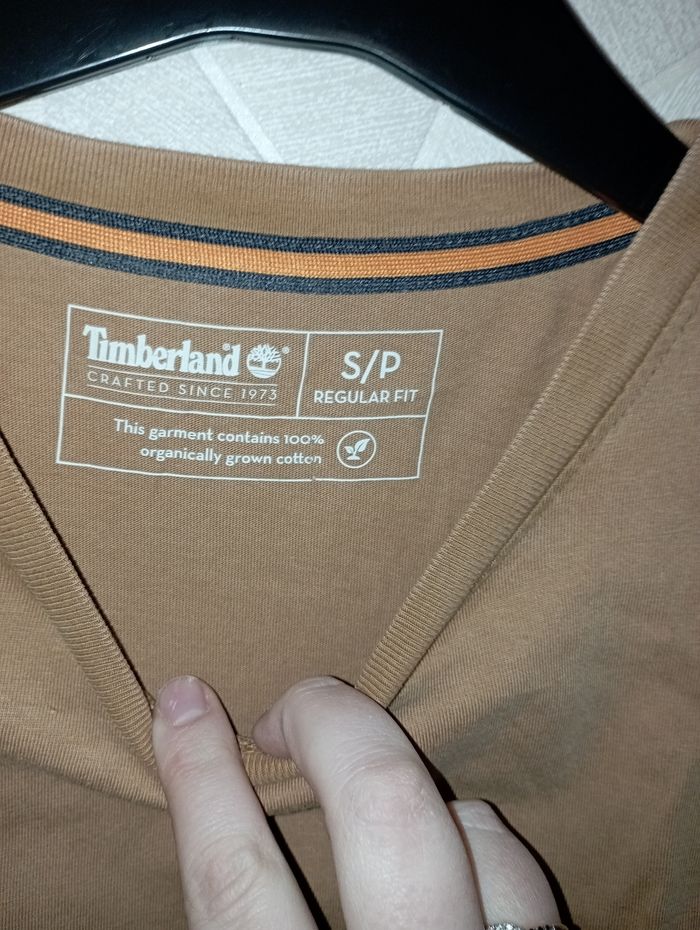 Timberland®
CRAFTED SINCE 1973
S/P
REGULAR FIT
This garment contains 100%
organically grown cotton